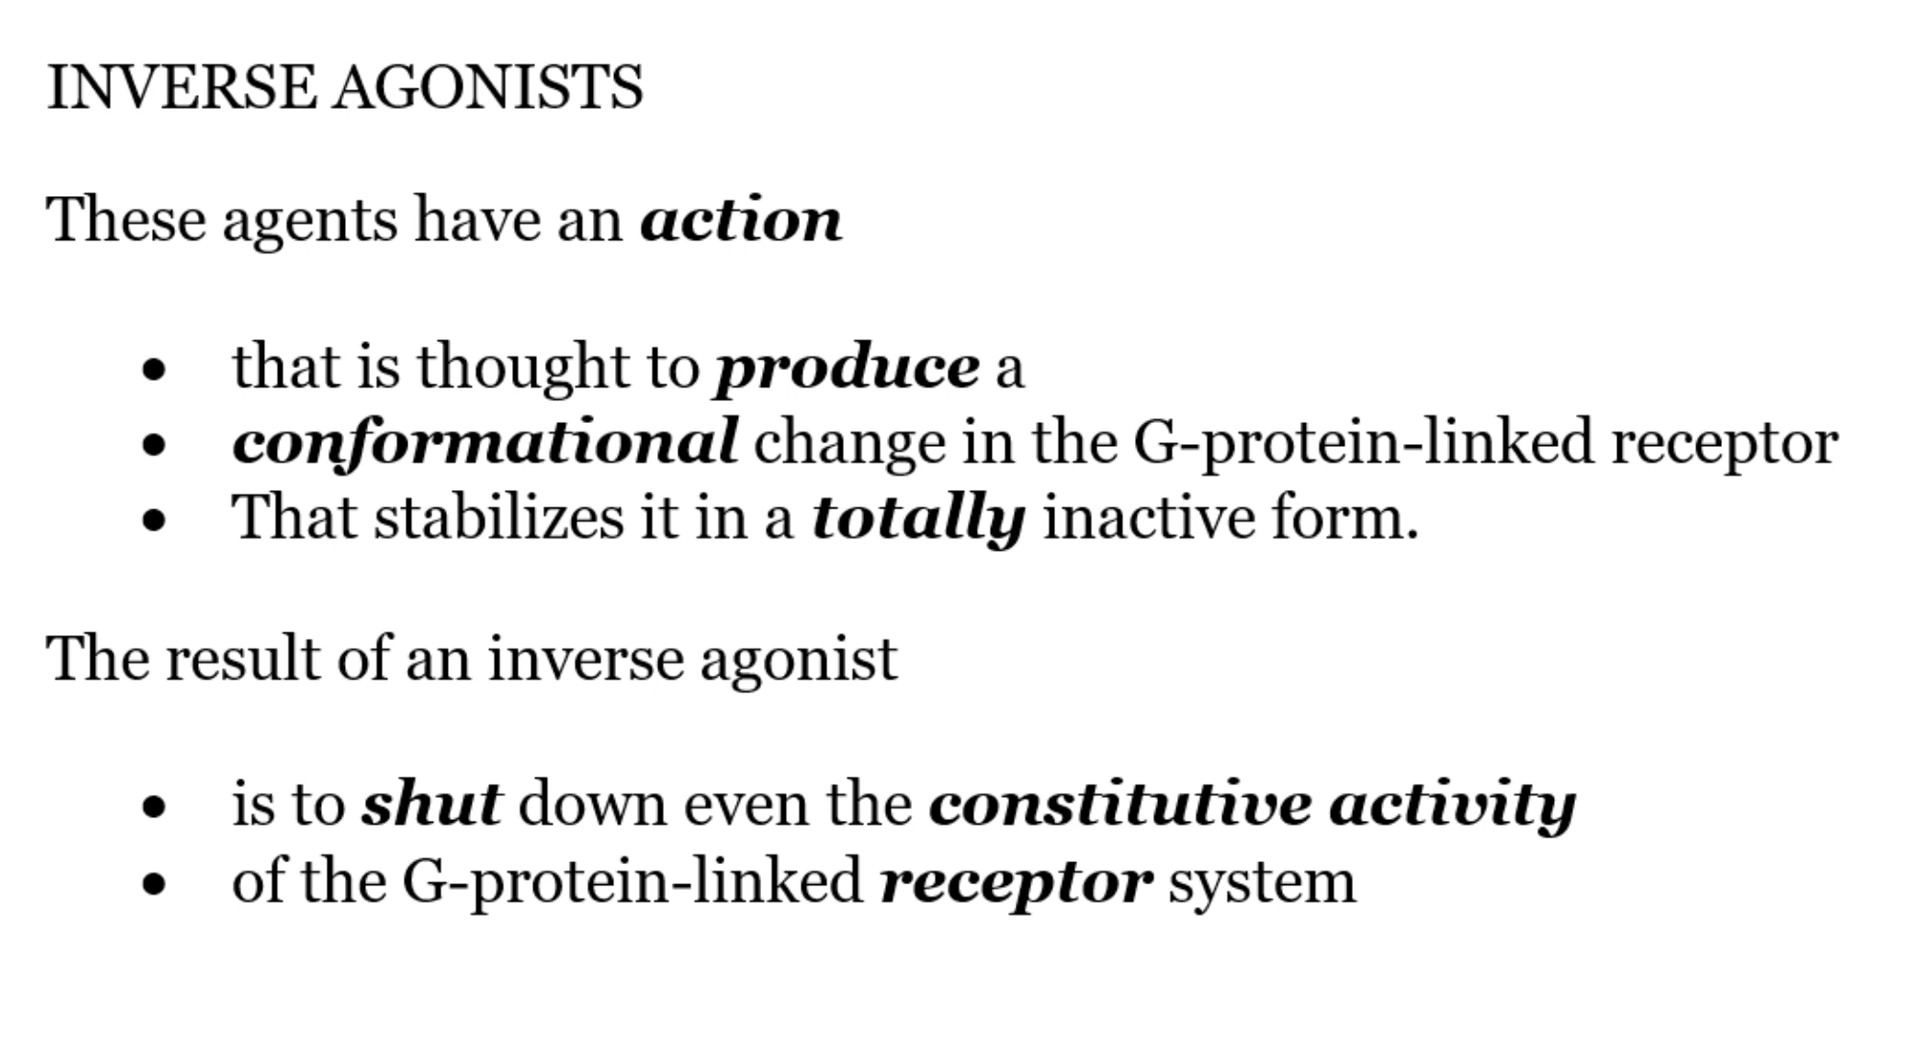 INVERSE AGONISTS
These agents have an action
• that is thought to produce a
• conformational change in the G-protein-linked receptor
• That stabilizes it in a totally inactive form.
The result of an inverse agonist
• is to shut down even the constitutive activity
• of the G-protein-linked receptor system